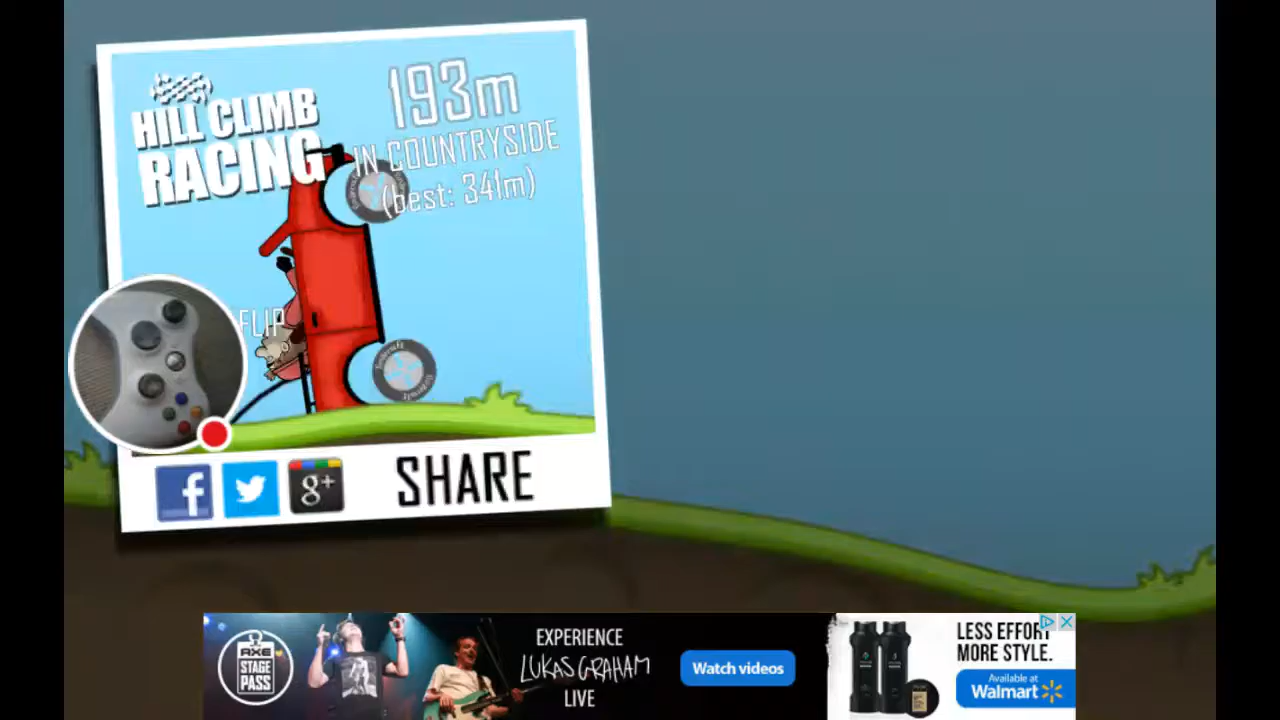 HILL CLIMB
RACING
193m
IN COUNTRYSIDE
(best: 341m)
FLIP
f
g+
SHARE
AXE
STAGE
PASS
EXPERIENCE
LUKAS GRAHAM
LIVE
Watch videos
LESS EFFORT
MORE STYLE.
Available at
Walmart